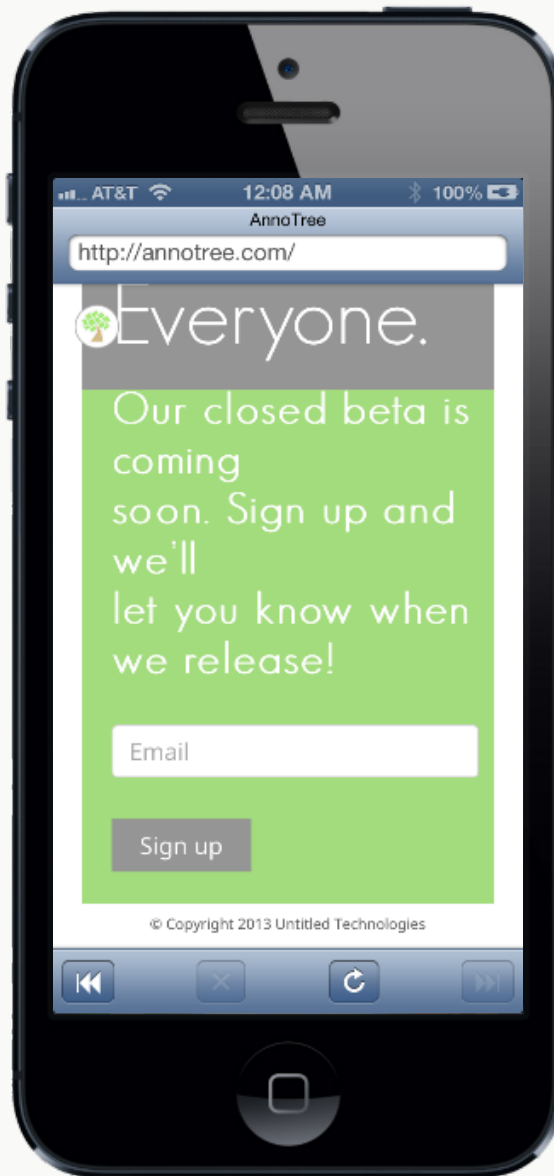 AT&T 12:08 AM 100%
AnnoTree
http://annotree.com/
Everyone.
Our closed beta is
coming
soon. Sign up and
we'll
let you know when
we release!
Email
Sign up
© Copyright 2013 Untitled Technologies